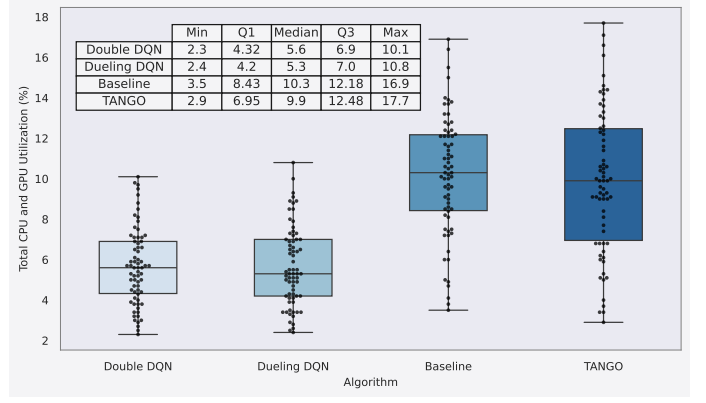 Min Q1 Median Q3 Max
Double DQN 2.3 4.32 5.6 6.9 10.1
Dueling DQN 2.4 4.2 5.3 7.0 10.8
Baseline 3.5 8.43 10.3 12.18 16.9
TANGO 2.9 6.95 9.9 12.48 17.7
Total CPU and GPU Utilization (%)
18
16
14
12
10
8
6
4
2
Double DQN Dueling DQN Baseline TANGO
Algorithm